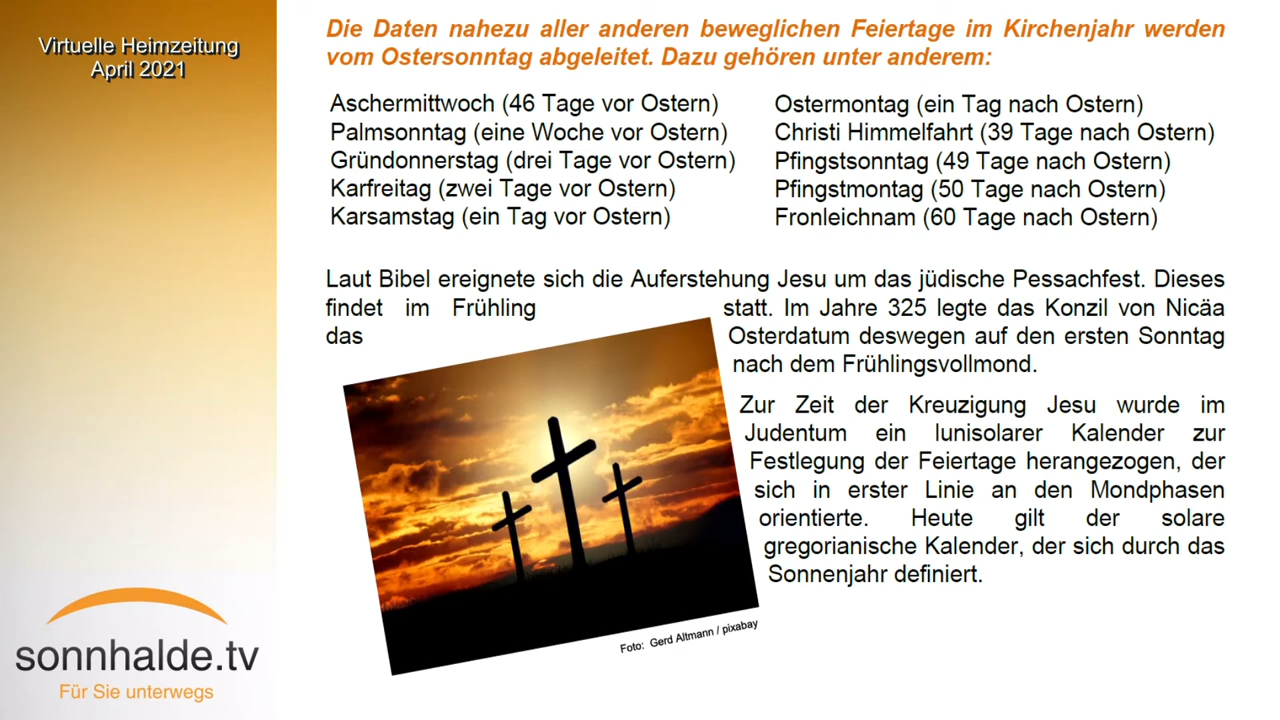 Virtuelle Heimzeitung
April 2021
Die Daten nahezu aller anderen beweglichen Feiertage im Kirchenjahr werden
vom Ostersonntag abgeleitet. Dazu gehören unter anderem:
Aschermittwoch (46 Tage vor Ostern)
Palmsonntag (eine Woche vor Ostern)
Gründonnerstag (drei Tage vor Ostern)
Karfreitag (zwei Tage vor Ostern)
Karsamstag (ein Tag vor Ostern)
Ostermontag (ein Tag nach Ostern)
Christi Himmelfahrt (39 Tage nach Ostern)
Pfingstsonntag (49 Tage nach Ostern)
Pfingstmontag (50 Tage nach Ostern)
Fronleichnam (60 Tage nach Ostern)
Laut Bibel ereignete sich die Auferstehung Jesu um das jüdische Pessachfest. Dieses
findet im Frühling statt. Im Jahre 325 legte das Konzil von Nicäa
das Osterdatum deswegen auf den ersten Sonntag
nach dem Frühlingsvollmond.
Zur Zeit der Kreuzigung Jesu wurde im
Judentum ein lunisolarer Kalender zur
Festlegung der Feiertage herangezogen, der
sich in erster Linie an den Mondphasen
orientierte. Heute gilt der solare
gregorianische Kalender, der sich durch das
Sonnenjahr definiert.
Foto: Gerd Altmann / pixabay
sonnhalde.tv
Für Sie unterwegs